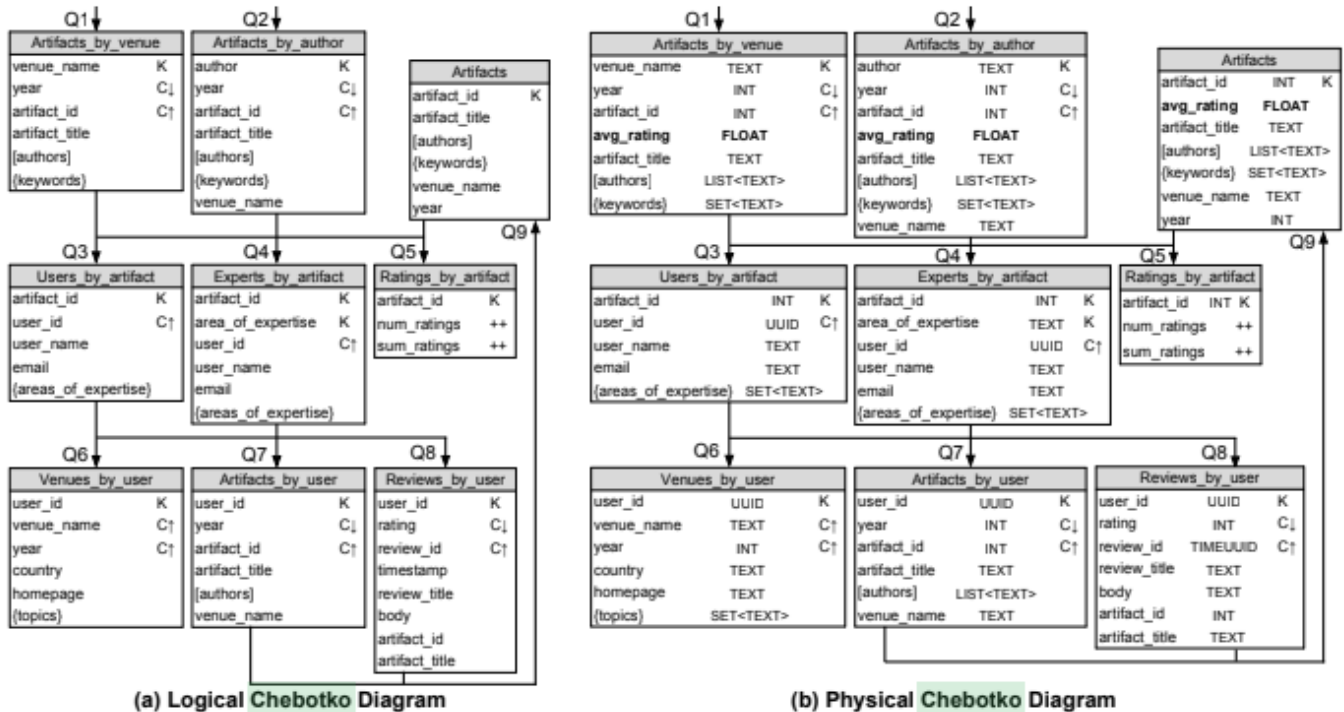 Q1 Q2
Artifacts_by_venue
venue_name K
year C↓
artifact_id C↑
artifact_title
[authors]
{keywords}
Artifacts_by_author
author K
year C↓
artifact_id C↑
artifact_title
[authors]
{keywords}
venue_name
Artifacts
artifact_id K
artifact_title
[authors]
{keywords}
venue_name
year
Q3 Q4 Q5 Q9
Users_by_artifact
artifact_id K
user_id C↑
user_name
email
{areas_of_expertise}
Experts_by_artifact
artifact_id K
area_of_expertise K
user_id C↑
user_name
email
{areas_of_expertise}
Ratings_by_artifact
artifact_id K
num_ratings ++
sum_ratings ++
Q6 Q7 Q8
Venues_by_user
user_id K
venue_name C↑
year C↑
country
homepage
{topics}
Artifacts_by_user
user_id K
year C↓
artifact_id C↑
artifact_title
[authors]
venue_name
Reviews_by_user
user_id K
rating C↓
review_id C↑
timestamp
review_title
body
artifact_id
artifact_title
(a) Logical Chebotko Diagram
Q1 Q2
Artifacts_by_venue
venue_name TEXT K
year INT C↓
artifact_id INT C↑
avg_rating FLOAT
artifact_title TEXT
[authors] LIST<TEXT>
{keywords} SET<TEXT>
Artifacts_by_author
author TEXT K
year INT C↓
artifact_id INT C↑
avg_rating FLOAT
artifact_title TEXT
[authors] LIST<TEXT>
{keywords} SET<TEXT>
venue_name TEXT
Artifacts
artifact_id INT K
avg_rating FLOAT
artifact_title TEXT
[authors] LIST<TEXT>
{keywords} SET<TEXT>
venue_name TEXT
year INT
Q3 Q4 Q5 Q9
Users_by_artifact
artifact_id INT K
user_id UUID C↑
user_name TEXT
email TEXT
{areas_of_expertise} SET<TEXT>
Experts_by_artifact
artifact_id INT K
area_of_expertise TEXT K
user_id UUID C↑
user_name TEXT
email TEXT
{areas_of_expertise} SET<TEXT>
Ratings_by_artifact
artifact_id INT K
num_ratings ++
sum_ratings ++
Q6 Q7 Q8
Venues_by_user
user_id UUID K
venue_name TEXT C↑
year INT C↑
country TEXT
homepage TEXT
{topics} SET<TEXT>
Artifacts_by_user
user_id UUID K
year INT C↓
artifact_id INT C↑
artifact_title TEXT
[authors] LIST<TEXT>
venue_name TEXT
Reviews_by_user
user_id UUID K
rating INT C↓
review_id TIMEUUID C↑
review_title TEXT
body TEXT
artifact_id INT
artifact_title TEXT
(b) Physical Chebotko Diagram